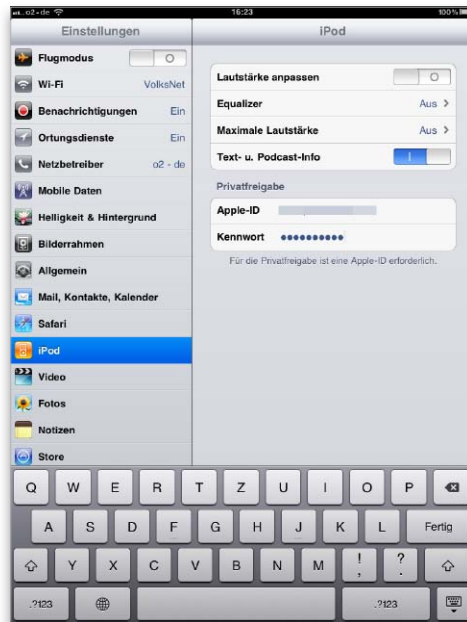 o2-de 16:23 100%
Einstellungen
iPod
Flugmodus
Wi-Fi VolksNet
Benachrichtigungen Ein
Ortungsdienste Ein
Netzbetreiber o2 - de
Mobile Daten
Helligkeit & Hintergrund
Bilderrahmen
Allgemein
Mail, Kontakte, Kalender
Safari
iPod
Video
Fotos
Notizen
Store
Lautstärke anpassen
Equalizer Aus >
Maximale Lautstärke Aus >
Text- u. Podcast-Info
Privatfreigabe
Apple-ID
Kennwort ••••••••••
Für die Privatfreigabe ist eine Apple-ID erforderlich.
Q W E R T Z U I O P
A S D F G H J K L Fertig
Y X C V B N M ! , ? .
.?123 .?123